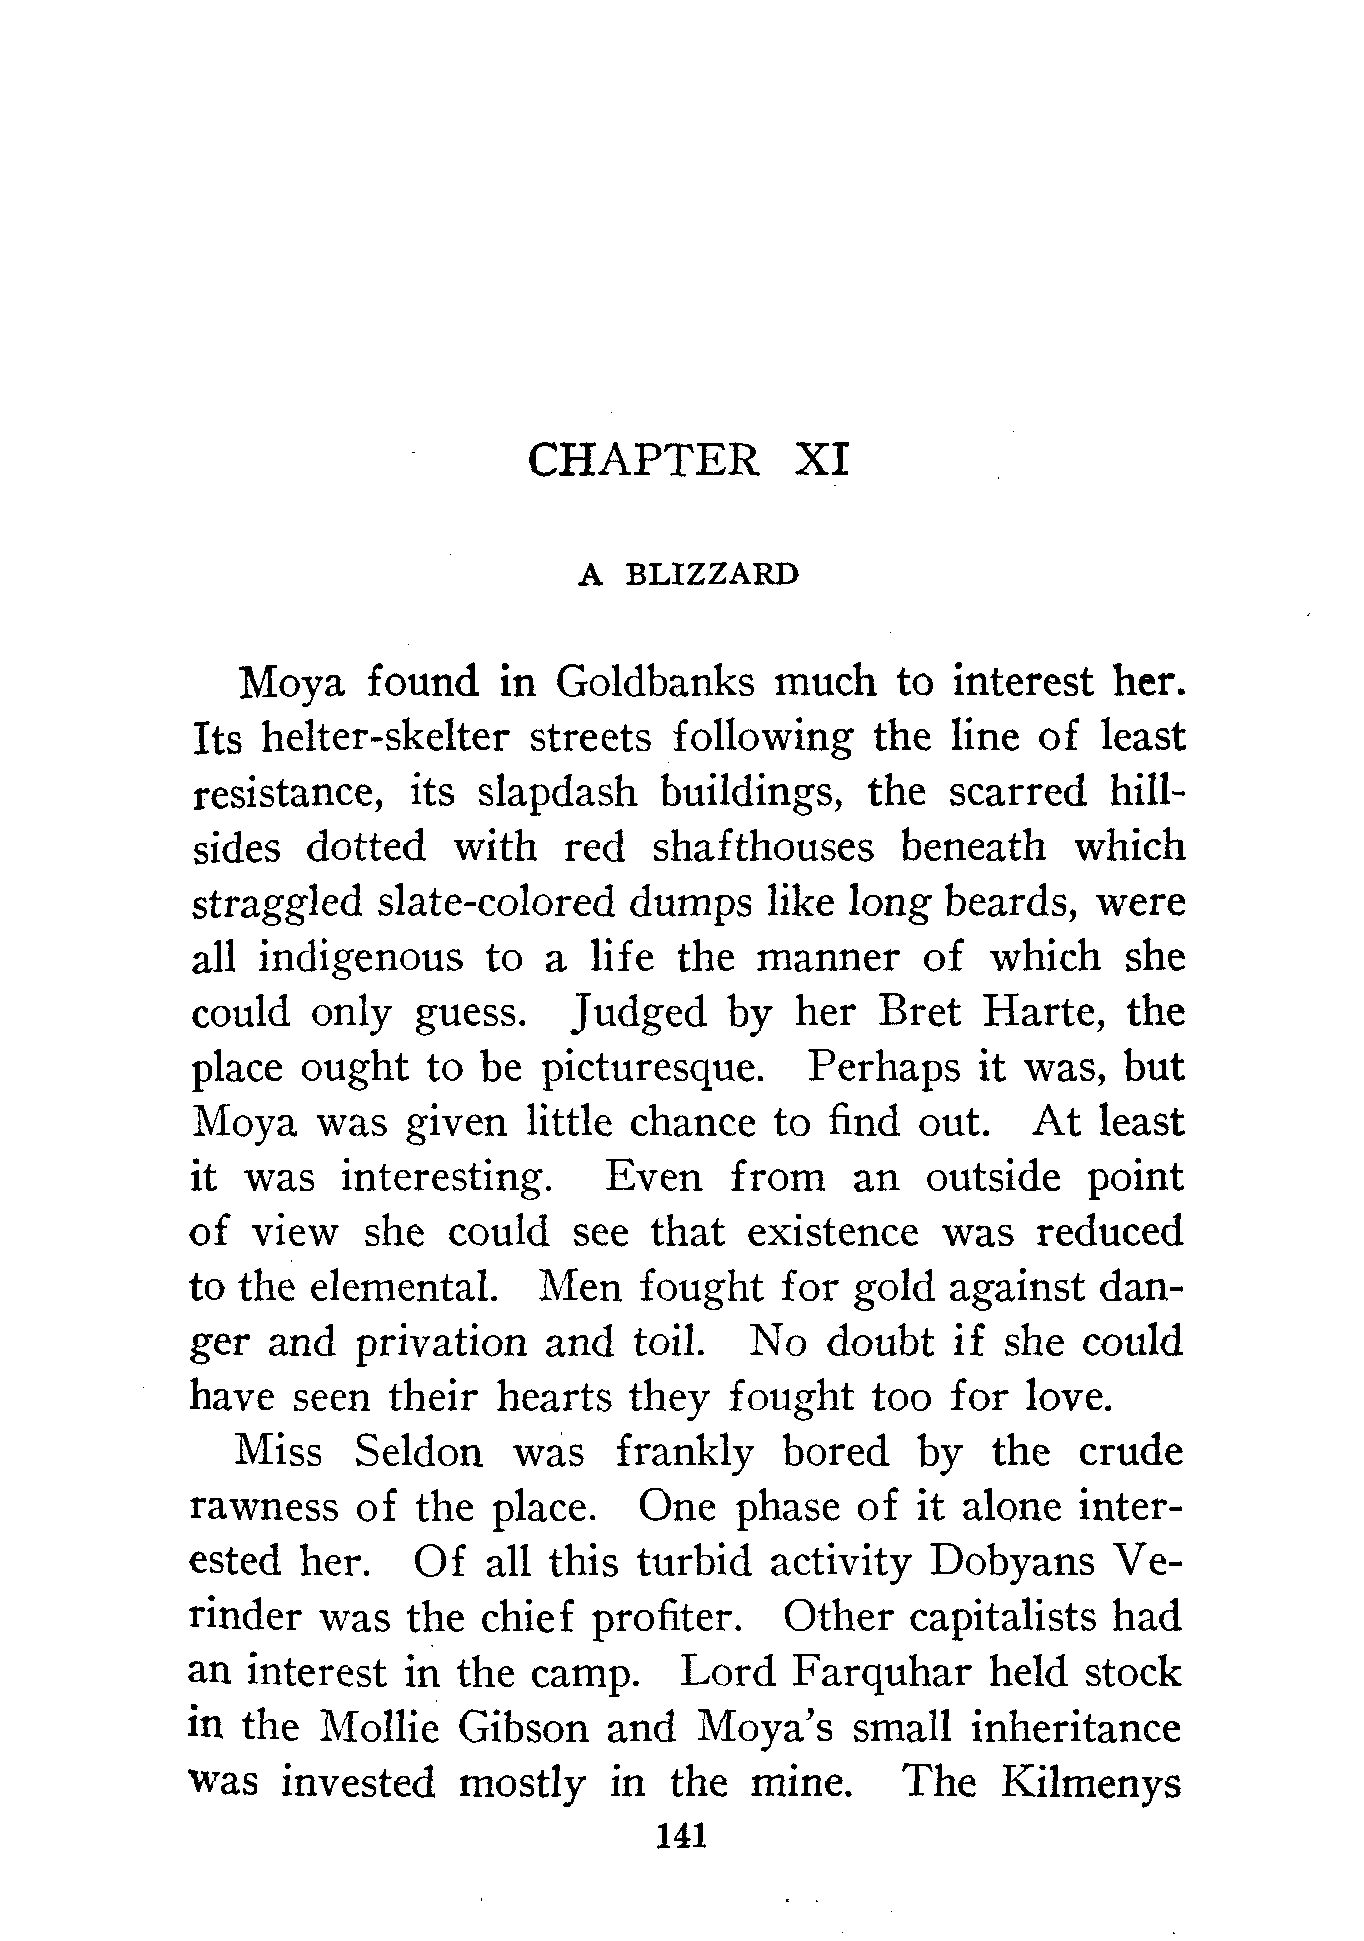 CHAPTER XI
A BLIZZARD
Moya found in Goldbanks much to interest her.
Its helter-skelter streets following the line of least
resistance, its slapdash buildings, the scarred hill-
sides dotted with red shafthouses beneath which
straggled slate-colored dumps like long beards, were
all indigenous to a life the manner of which she
could only guess. Judged by her Bret Harte, the
place ought to be picturesque. Perhaps it was, but
Moya was given little chance to find out. At least
it was interesting. Even from an outside point
of view she could see that existence was reduced
to the elemental. Men fought for gold against dan-
ger and privation and toil. No doubt if she could
have seen their hearts they fought too for love.
Miss Seldon was frankly bored by the crude
rawness of the place. One phase of it alone inter-
ested her. Of all this turbid activity Dobyans Ve-
rinder was the chief profiter. Other capitalists had
an interest in the camp. Lord Farquhar held stock
in the Mollie Gibson and Moya's small inheritance
was invested mostly in the mine. The Kilmenys
141